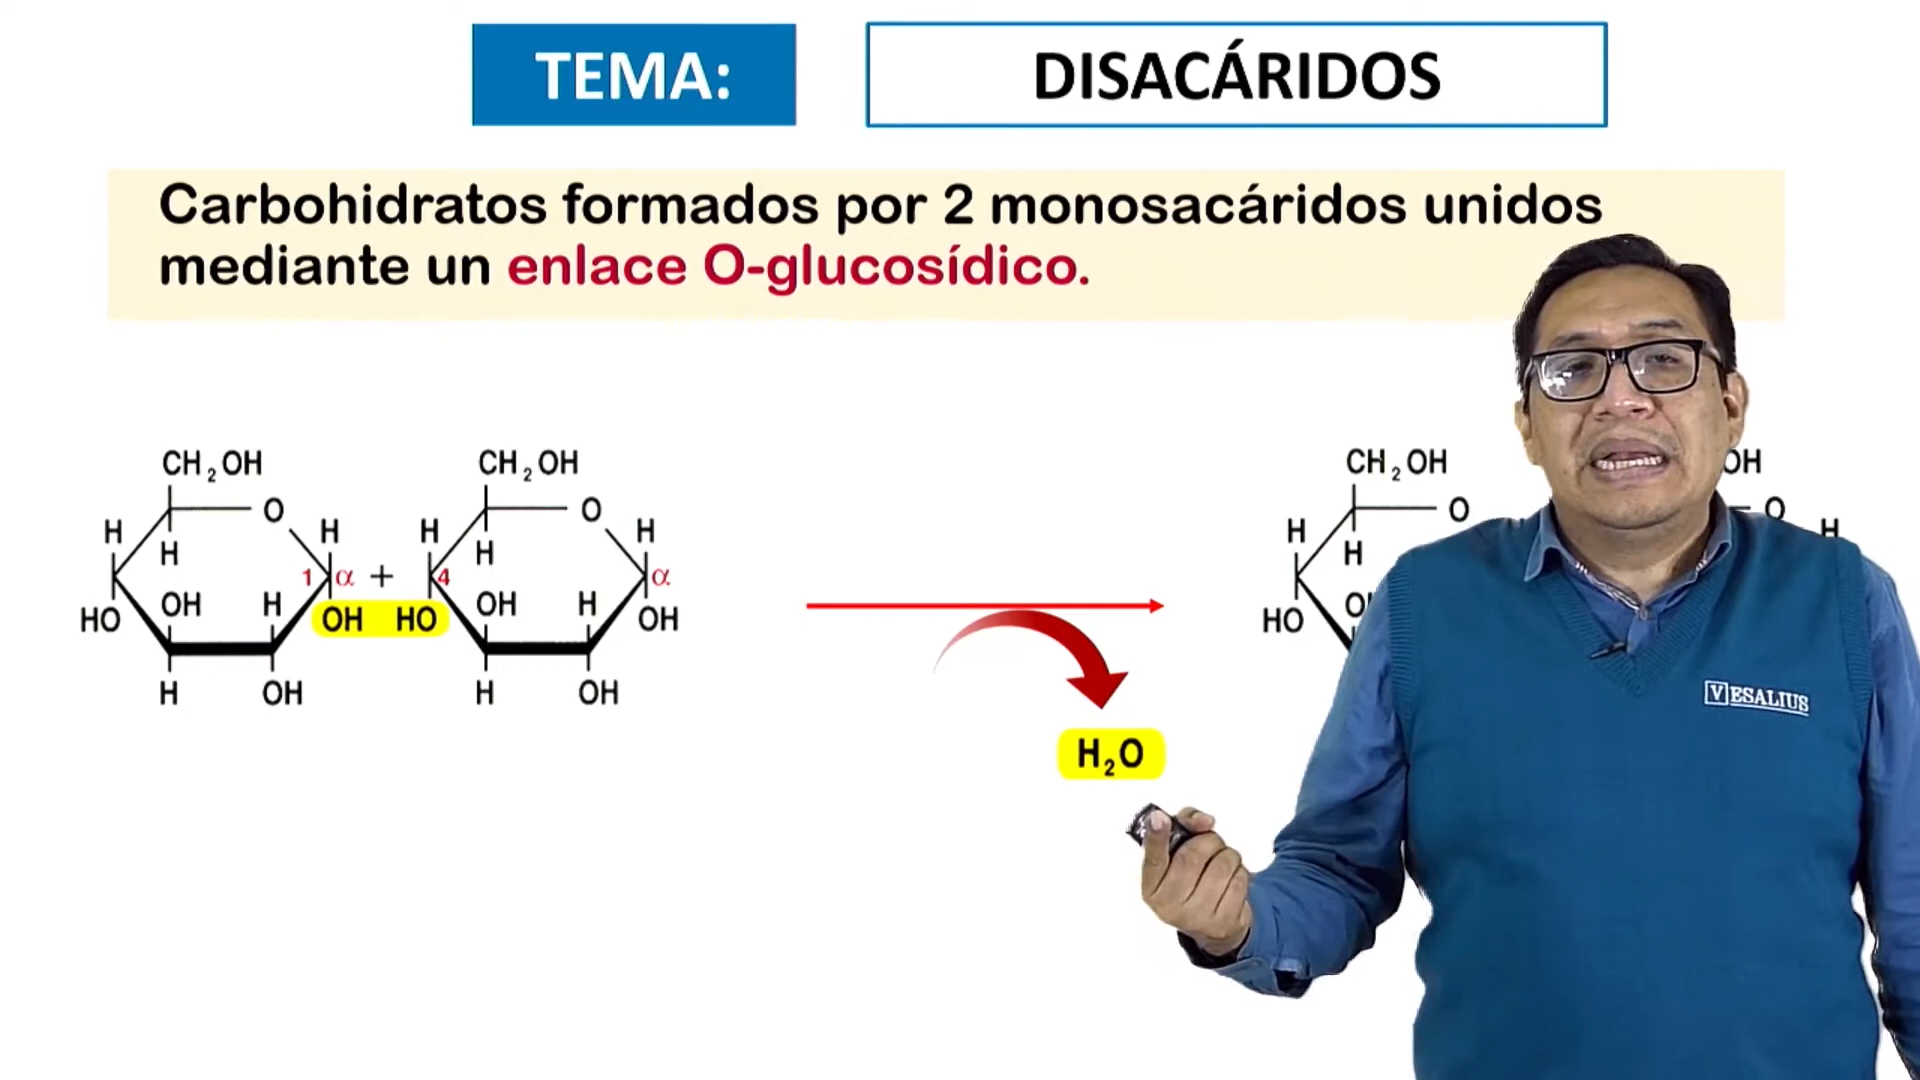 TEMA:
DISACÁRIDOS
Carbohidratos formados por 2 monosacáridos unidos
mediante un enlace O-glucosídico.
CH2OH
O
H
H
H
1
α
HO
OH
H
OH
H
OH
+
CH2OH
O
H
H
H
4
α
HO
OH
H
OH
H
OH
H2O
CH2OH
O
H
H
HO
OH
O
H
VESALIUS